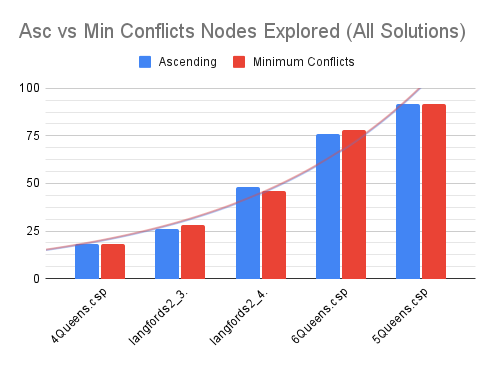 Asc vs Min Conflicts Nodes Explored (All Solutions)
Ascending
Minimum Conflicts
100
75
50
25
0
4Queens.csp
langfords2_3.
langfords2_4.
6Queens.csp
5Queens.csp